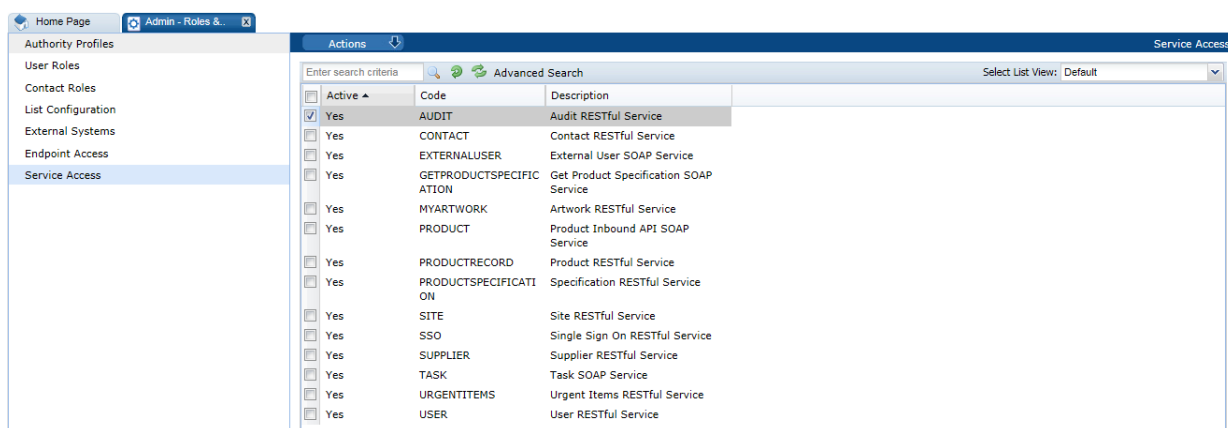 Home Page
Admin - Roles &..
Authority Profiles
User Roles
Contact Roles
List Configuration
External Systems
Endpoint Access
Service Access
Actions
Service Access
Enter search criteria
Advanced Search
Select List View: Default
Active Code Description
Yes AUDIT Audit RESTful Service
Yes CONTACT Contact RESTful Service
Yes EXTERNALUSER External User SOAP Service
Yes GETPRODUCTSPECIFIC Get Product Specification SOAP
ATION Service
Yes MYARTWORK Artwork RESTful Service
Yes PRODUCT Product Inbound API SOAP
Service
Yes PRODUCTRECORD Product RESTful Service
Yes PRODUCTSPECIFICATI Specification RESTful Service
ON
Yes SITE Site RESTful Service
Yes SSO Single Sign On RESTful Service
Yes SUPPLIER Supplier RESTful Service
Yes TASK Task SOAP Service
Yes URGENTITEMS Urgent Items RESTful Service
Yes USER User RESTful Service